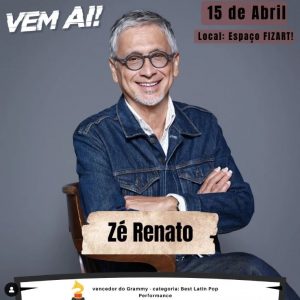 VEM AI!
15 de Abril
Local: Espaço FIZART!
Zé Renato
vencedor do Grammy - categoria: Best Latin Pop
Performance